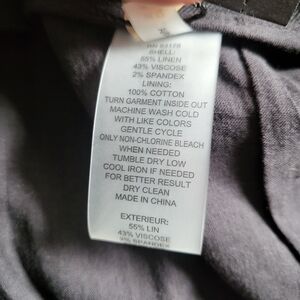 SHELL:
55% LINEN
43% VISCOSE
2% SPANDEX
LINING:
100% COTTON
TURN GARMENT INSIDE OUT
MACHINE WASH COLD
WITH LIKE COLORS
GENTLE CYCLE
ONLY NON-CHLORINE BLEACH
WHEN NEEDED
TUMBLE DRY LOW
COOL IRON IF NEEDED
FOR BETTER RESULT
DRY CLEAN
MADE IN CHINA
EXTERIEUR:
55% LIN
43% VISCOSE
2% SPANDEX